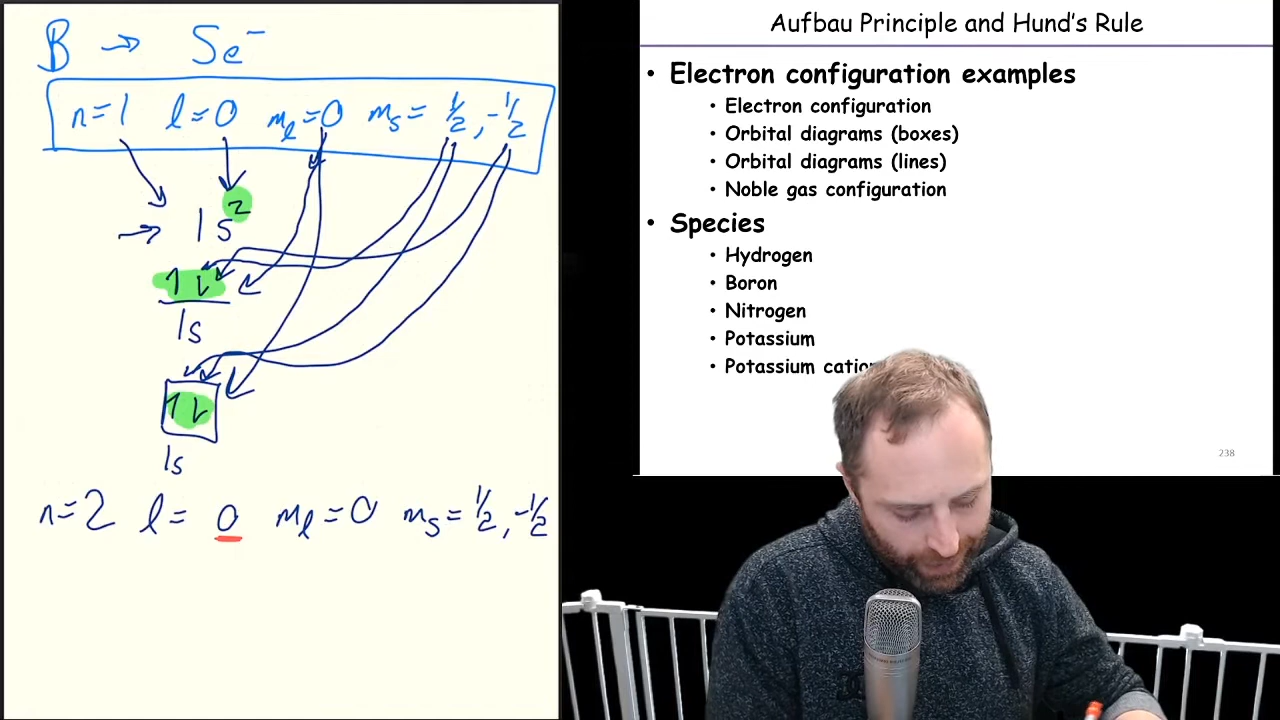 B → 5e⁻
n=1 l=0 mₗ=0 mₛ=½,-½
→ 1s²
↿⇂
1s
↿⇂
1s
n=2 l=0 mₗ=0 mₛ=½,-½
Aufbau Principle and Hund's Rule
• Electron configuration examples
• Electron configuration
• Orbital diagrams (boxes)
• Orbital diagrams (lines)
• Noble gas configuration
• Species
• Hydrogen
• Boron
• Nitrogen
• Potassium
• Potassium cation
238